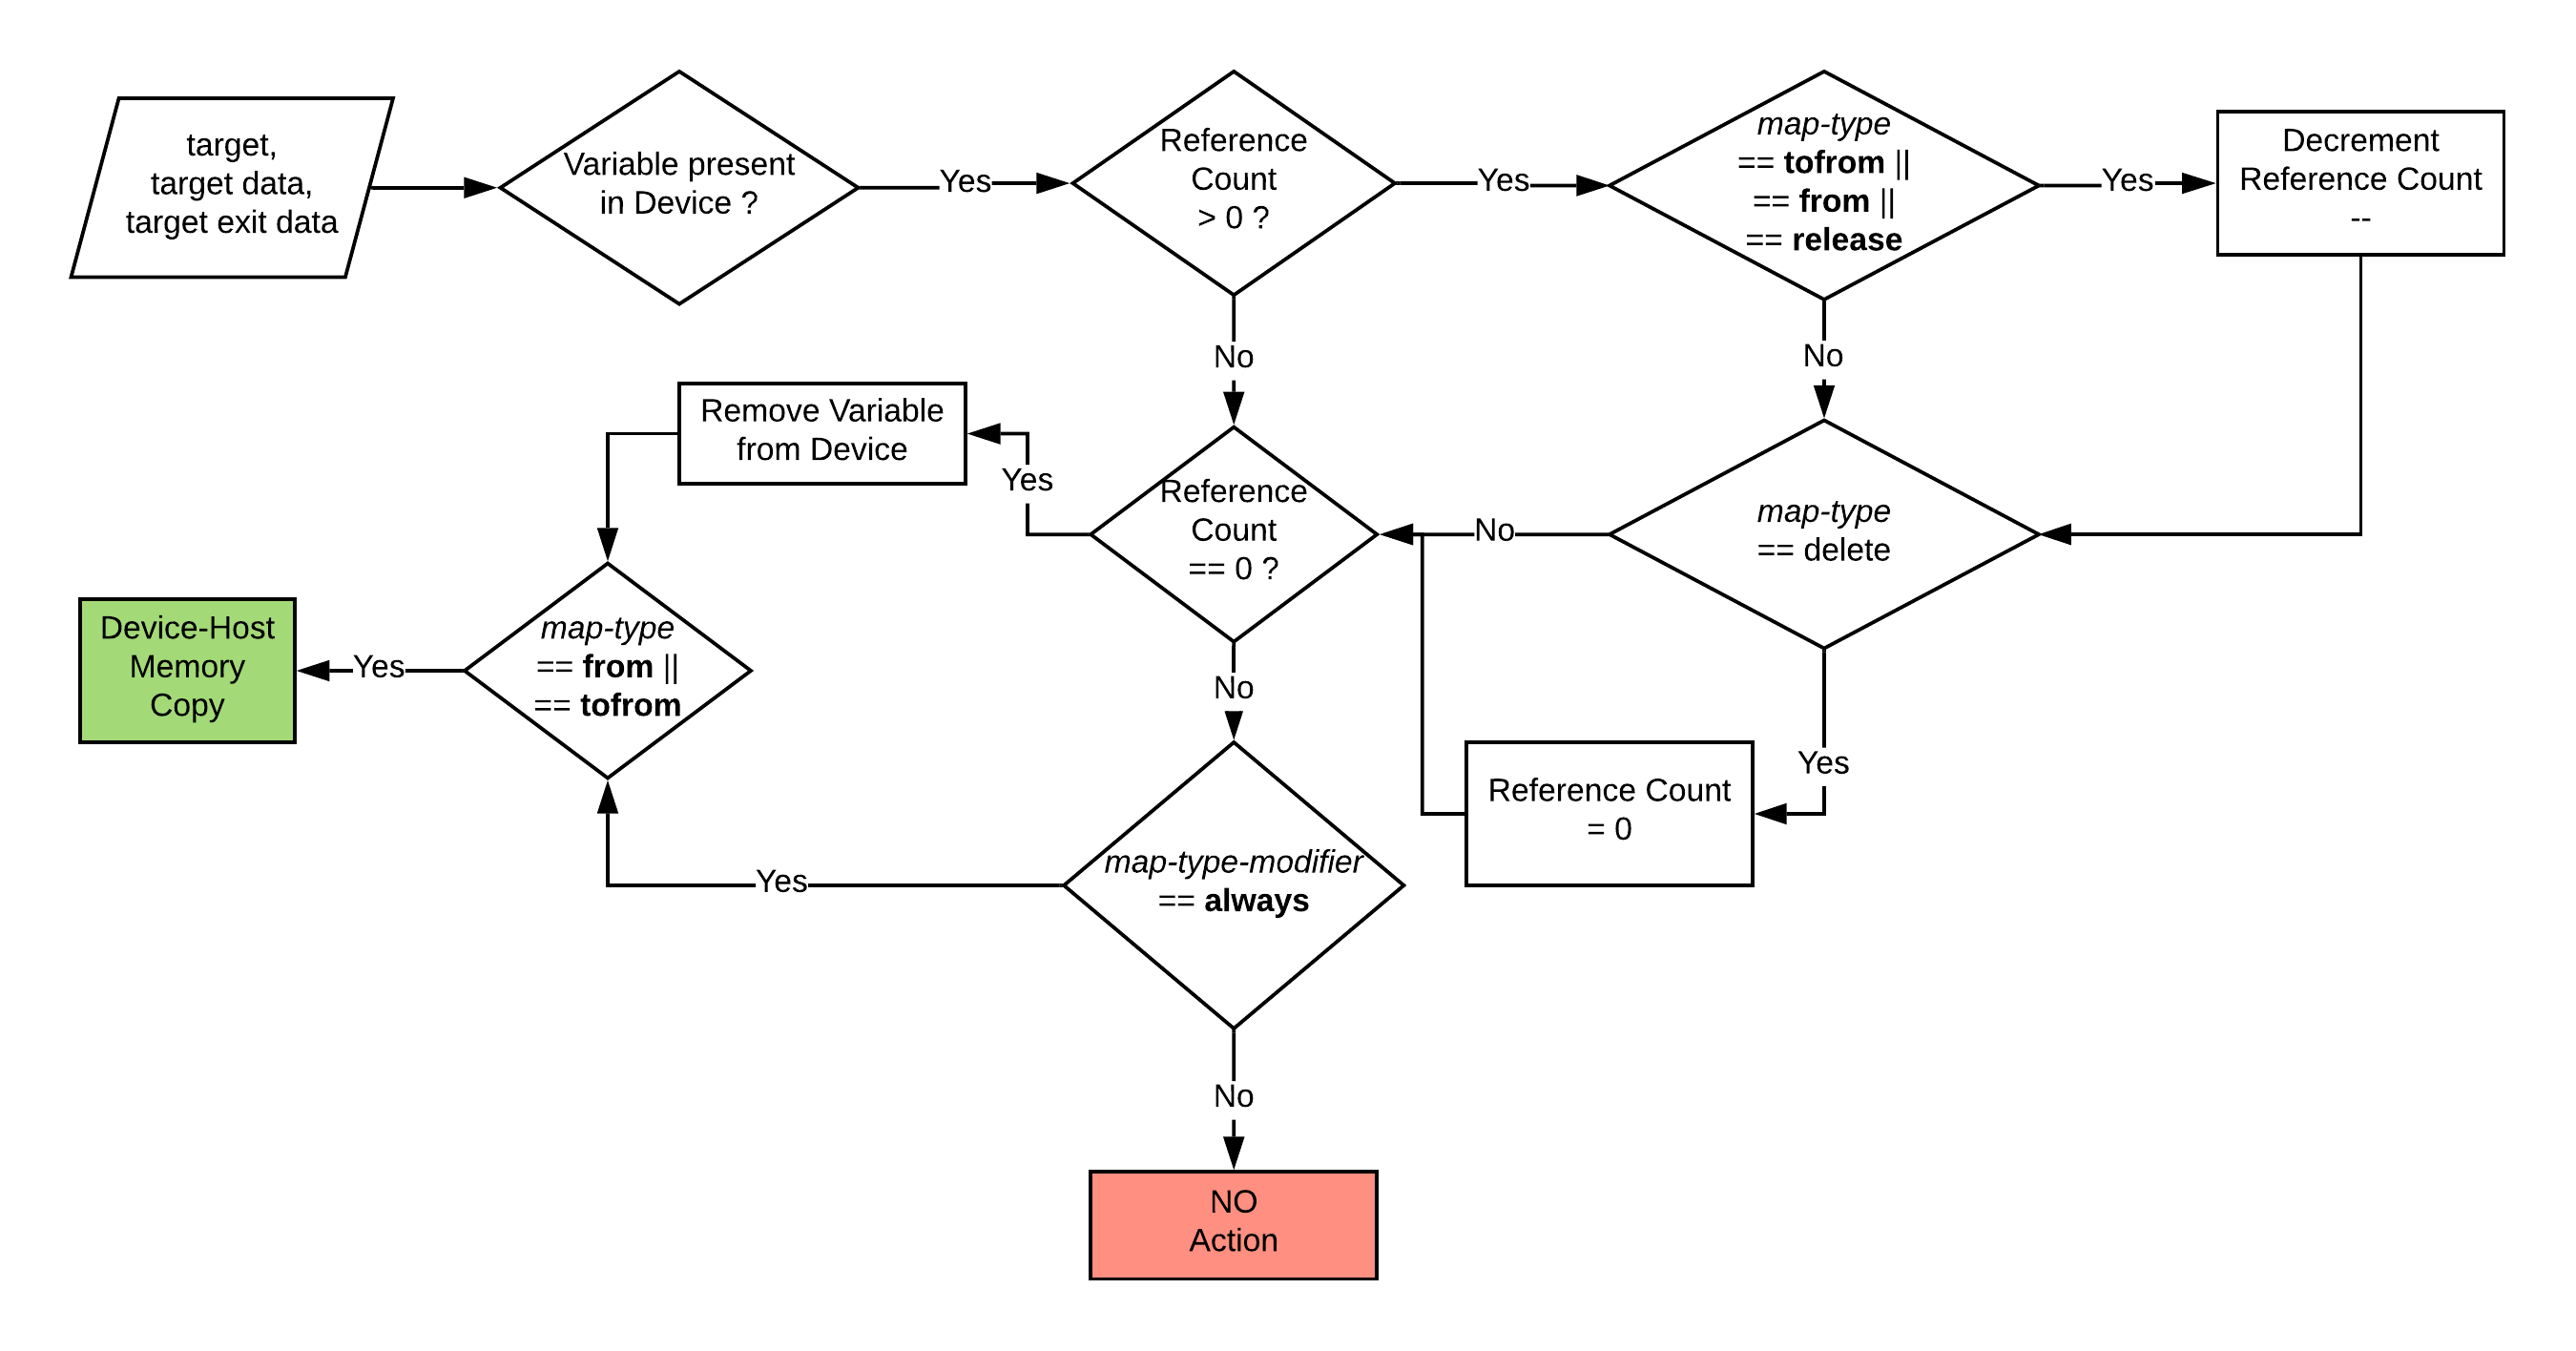 target,
target data,
target exit data
Variable present
in Device ?
Yes
Reference
Count
> 0 ?
Yes
map-type
== tofrom ||
== from ||
== release
Yes
Decrement
Reference Count
--
No
No
Remove Variable
from Device
Yes
Reference
Count
== 0 ?
No
map-type
== delete
Device-Host
Memory
Copy
Yes
map-type
== from ||
== tofrom
No
Yes
Reference Count
= 0
Yes
map-type-modifier
== always
No
NO
Action